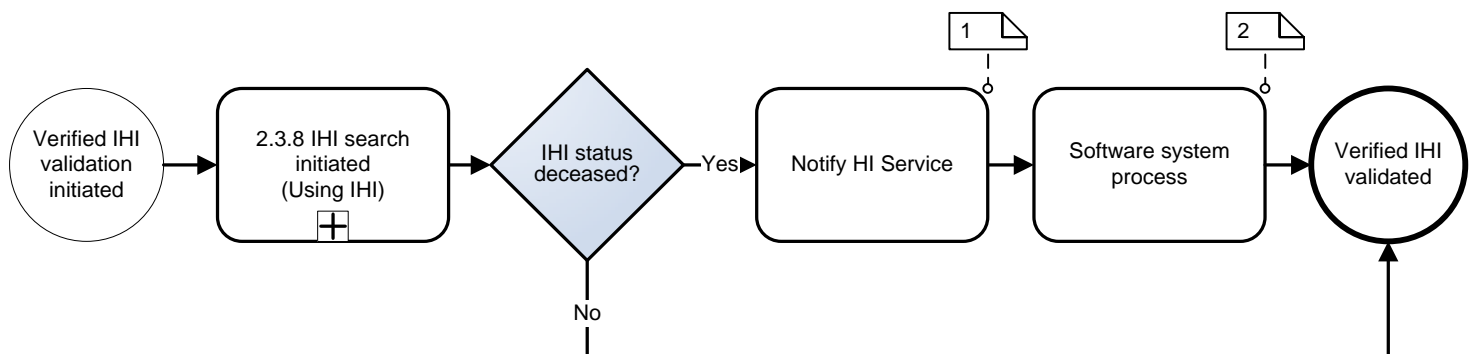 1
2
Verified IHI
validation
initiated
2.3.8 IHI search
initiated
(Using IHI)
IHI status
deceased?
Yes
Notify HI Service
Software system
process
Verified IHI
validated
No